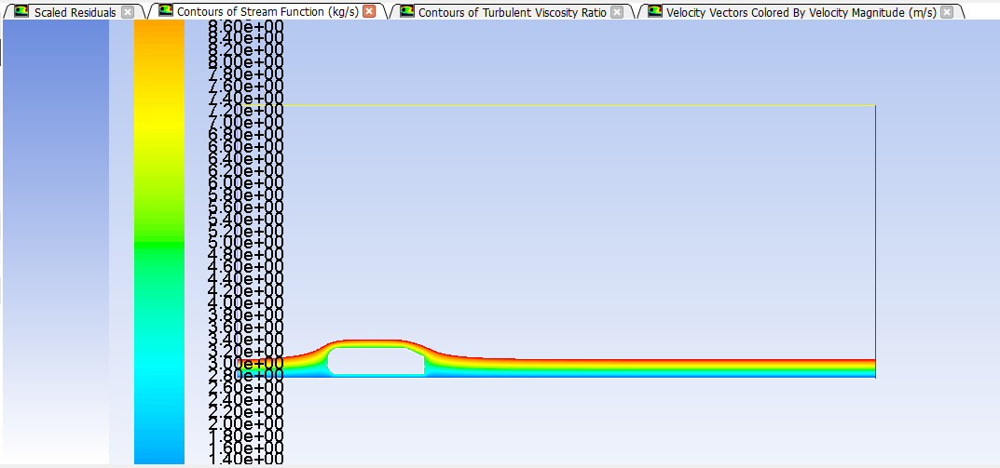 Scaled Residuals
Contours of Stream Function (kg/s)
Contours of Turbulent Viscosity Ratio
Velocity Vectors Colored By Velocity Magnitude (m/s)
8.60e+00
8.40e+00
8.20e+00
8.00e+00
7.80e+00
7.60e+00
7.40e+00
7.20e+00
7.00e+00
6.80e+00
6.60e+00
6.40e+00
6.20e+00
6.00e+00
5.80e+00
5.60e+00
5.40e+00
5.20e+00
5.00e+00
4.80e+00
4.60e+00
4.40e+00
4.20e+00
4.00e+00
3.80e+00
3.60e+00
3.40e+00
3.20e+00
3.00e+00
2.80e+00
2.60e+00
2.40e+00
2.20e+00
2.00e+00
1.80e+00
1.60e+00
1.40e+00